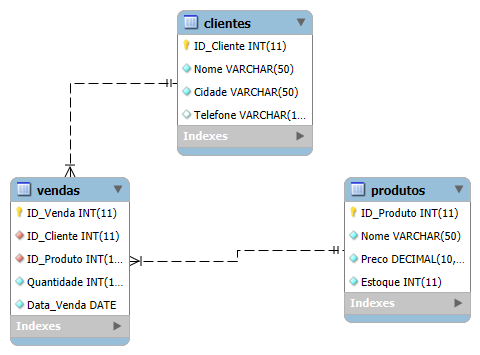 clientes
ID_Cliente INT(11)
Nome VARCHAR(50)
Cidade VARCHAR(50)
Telefone VARCHAR(1...
Indexes
vendas
ID_Venda INT(11)
ID_Cliente INT(11)
ID_Produto INT(1...
Quantidade INT(1...
Data_Venda DATE
Indexes
produtos
ID_Produto INT(11)
Nome VARCHAR(50)
Preco DECIMAL(10,...
Estoque INT(11)
Indexes